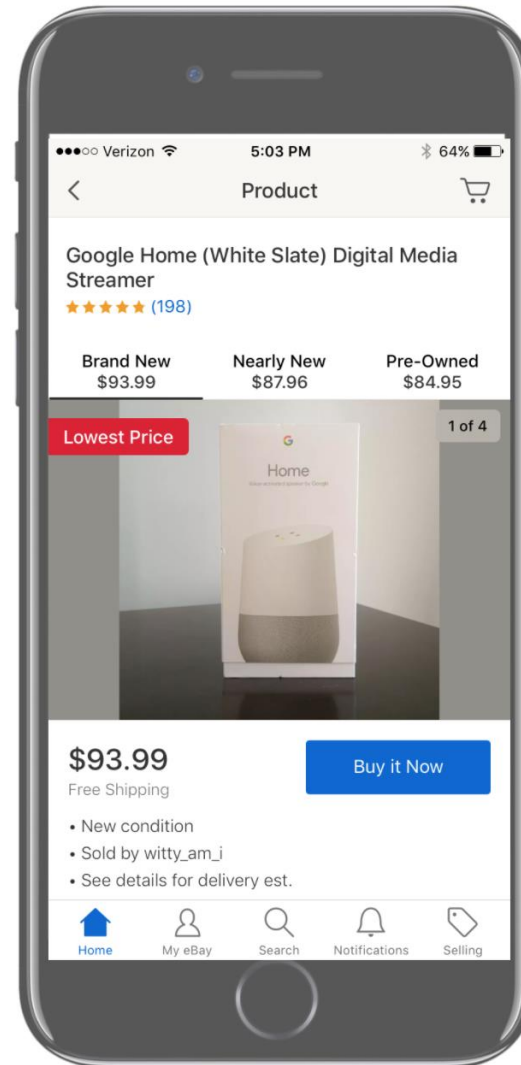 ●●●○○ Verizon 5:03 PM 64%
Product
Google Home (White Slate) Digital Media
Streamer
★★★★★ (198)
Brand New Nearly New Pre-Owned
$93.99 $87.96 $84.95
Lowest Price 1 of 4
G
Home
$93.99 Buy it Now
Free Shipping
• New condition
• Sold by witty_am_i
• See details for delivery est.
Home My eBay Search Notifications Selling